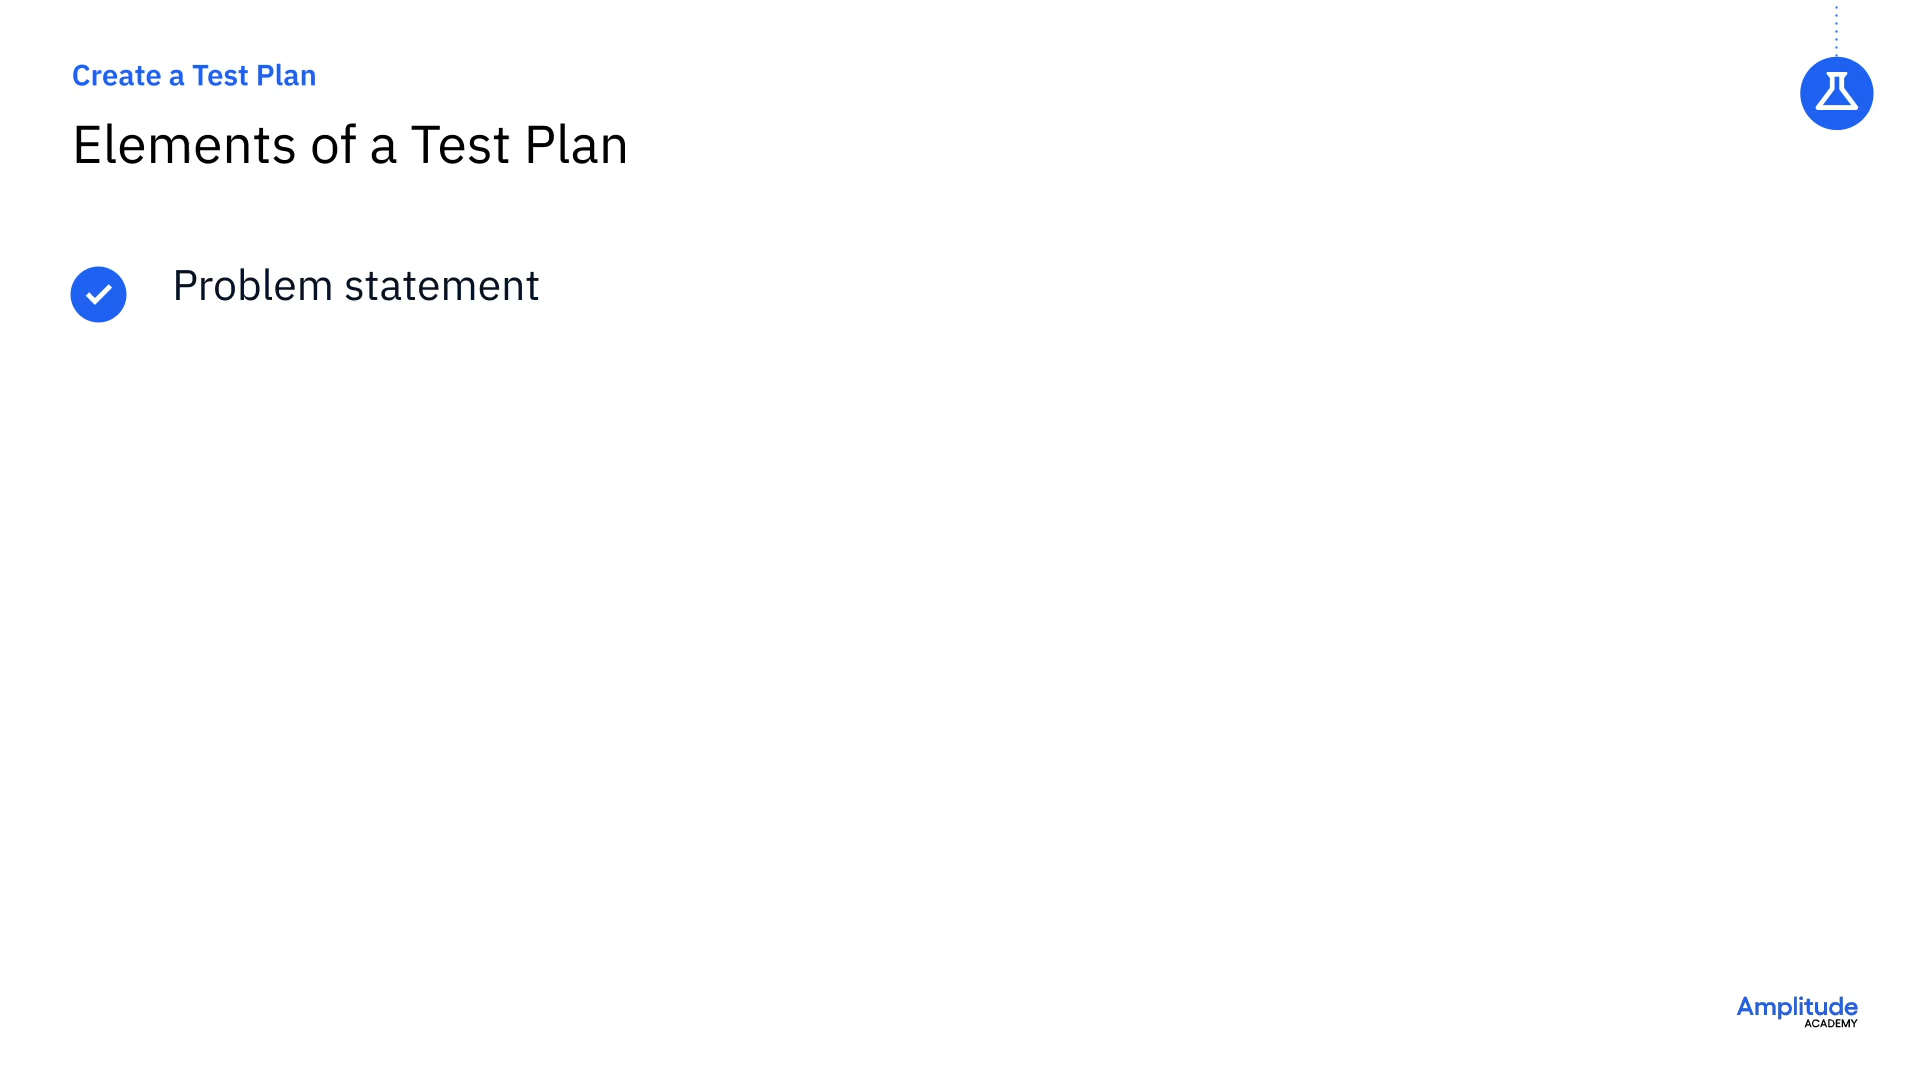 Create a Test Plan
Elements of a Test Plan
Problem statement
Amplitude
ACADEMY